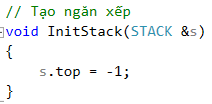 // Tạo ngăn xếp
void InitStack(STACK &s)
{
s.top = -1;
}